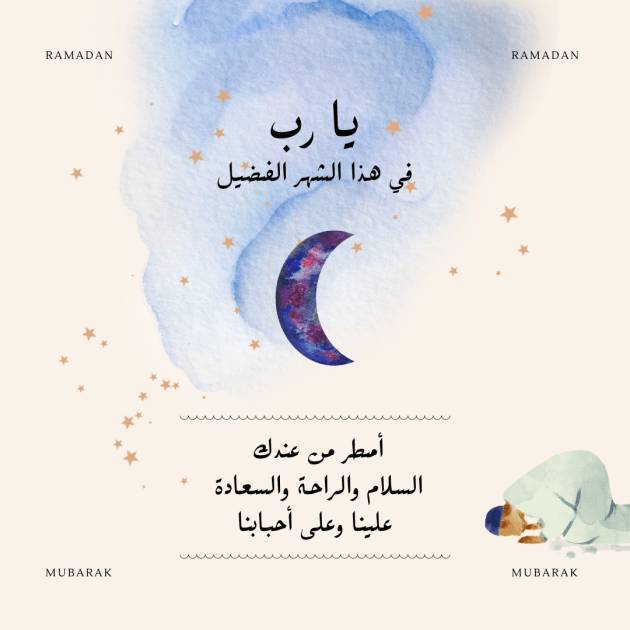 RAMADAN
RAMADAN
يا رب
في هذا الشهر الفضيل
أمطر من عندك
السلام والراحة والسعادة
علينا وعلى أحبابنا
MUBARAK
MUBARAK